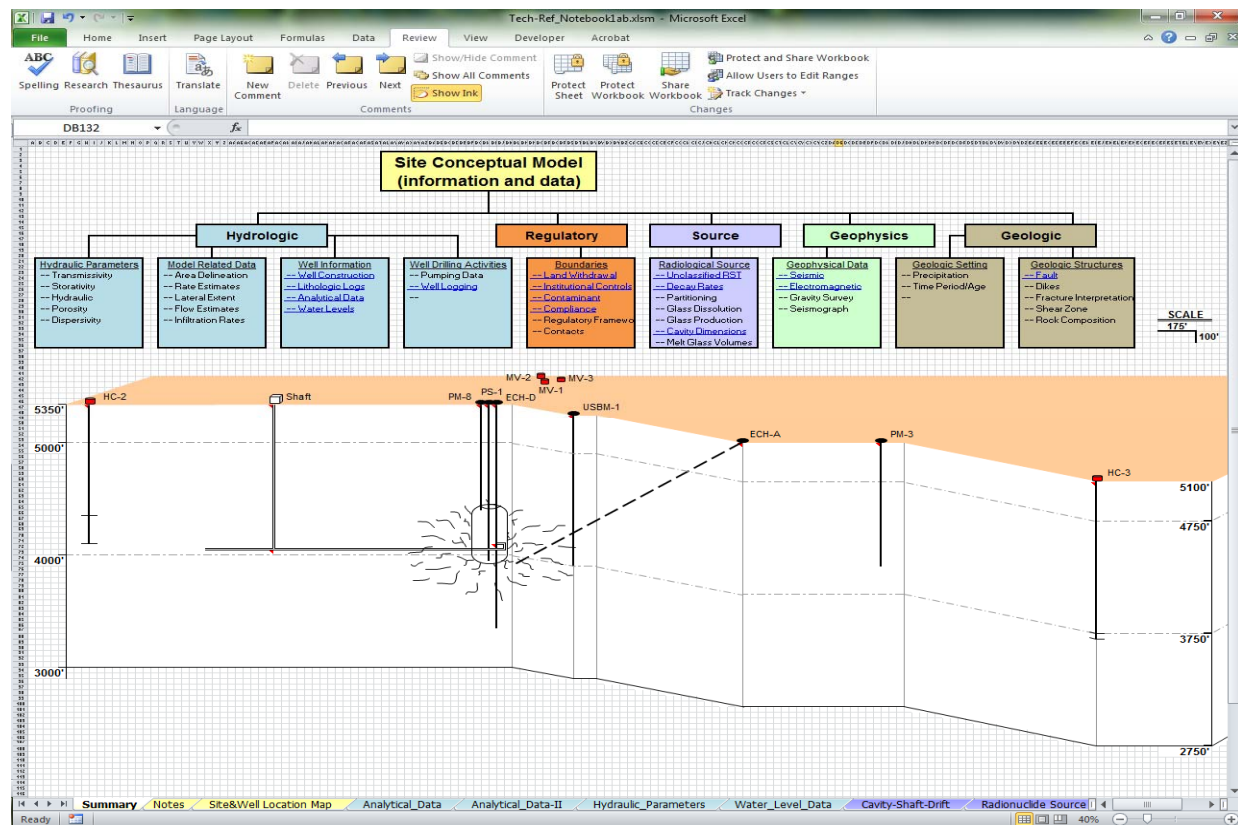 Tech-Ref_Notebook1ab.xlsm - Microsoft Excel
File Home Insert Page Layout Formulas Data Review View Developer Acrobat
ABC
Spelling Research Thesaurus
Proofing
Translate
Language
New Comment Delete Previous Next
Show/Hide Comment
Show All Comments
Show Ink
Comments
Protect Sheet Protect Workbook Share Workbook
Protect and Share Workbook
Allow Users to Edit Ranges
Track Changes
Changes
DB132 fx
Site Conceptual Model
(information and data)
Hydrologic Regulatory Source Geophysics Geologic
Hydraulic Parameters
-- Transmissivity
-- Storativity
-- Hydraulic
-- Porosity
-- Dispersivity
Model Related Data
-- Area Delineation
-- Rate Estimates
-- Lateral Extent
-- Flow Estimates
-- Infiltration Rates
Well Information
-- Well Construction
-- Lithologic Logs
-- Analytical Data
-- Water Levels
Well Drilling Activities
-- Pumping Data
-- Well Logging
--
Boundaries
-- Land Withdrawal
-- Institutional Controls
-- Contaminant
-- Compliance
-- Regulatory Framewo
-- Contacts
Radiological Source
-- Unclassified RST
-- Decay Rates
-- Partitioning
-- Glass Dissolution
-- Glass Production
-- Cavity Dimensions
-- Melt Glass Volumes
Geophysical Data
-- Seismic
-- Electromagnetic
-- Gravity Survey
-- Seismograph
Geologic Setting
-- Precipitation
-- Time Period/Age
--
Geologic Structures
-- Fault
-- Dikes
-- Fracture Interpretation
-- Shear Zone
-- Rock Composition
SCALE
175'
100'
MV-2 MV-3
MV-1
HC-2 Shaft PM-8 PS-1 ECH-D
USBM-1
ECH-A PM-3
HC-3
5350'
5000'
4000'
3000'
5100'
4750'
3750'
2750'
Summary Notes Site&Well Location Map Analytical_Data Analytical_Data-II Hydraulic_Parameters Water_Level_Data Cavity-Shaft-Drift Radionuclide Source
Ready 40%